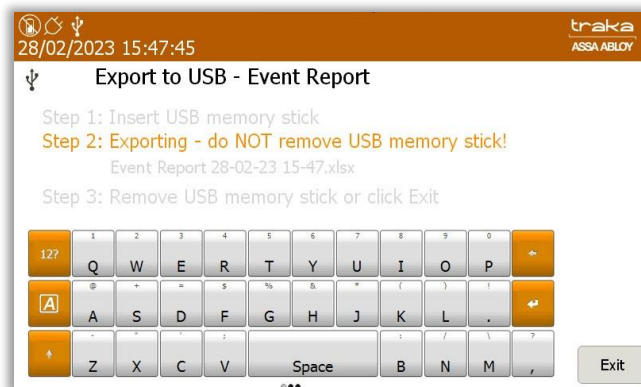 traka
28/02/2023 15:47:45
ASSA ABLOY
Export to USB - Event Report
Step 1: Insert USB memory stick
Step 2: Exporting - do NOT remove USB memory stick!
Event Report 28-02-23 15-47.xlsx
Step 3: Remove USB memory stick or click Exit
1 2 3 4 5 6 7 8 9 0
12? Q W E R T Y U I O P
@ + = $ % & * ( ) !
A A S D F G H J K L .
- " ' ; : / \ ?
Z X C V Space B N M ,
Exit